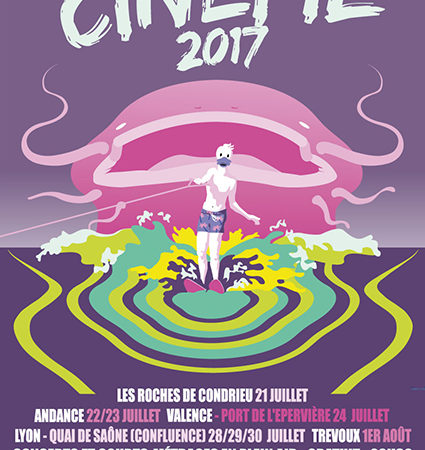 CINÉMA
2017
LES ROCHES DE CONDRIEU 21 JUILLET
ANDANCE 22/23 JUILLET VALENCE - PORT DE L'EPERVIÈRE 24 JUILLET
LYON - QUAI DE SAÔNE (CONFLUENCE) 28/29/30 JUILLET TREVOUX 1ER AOÛT